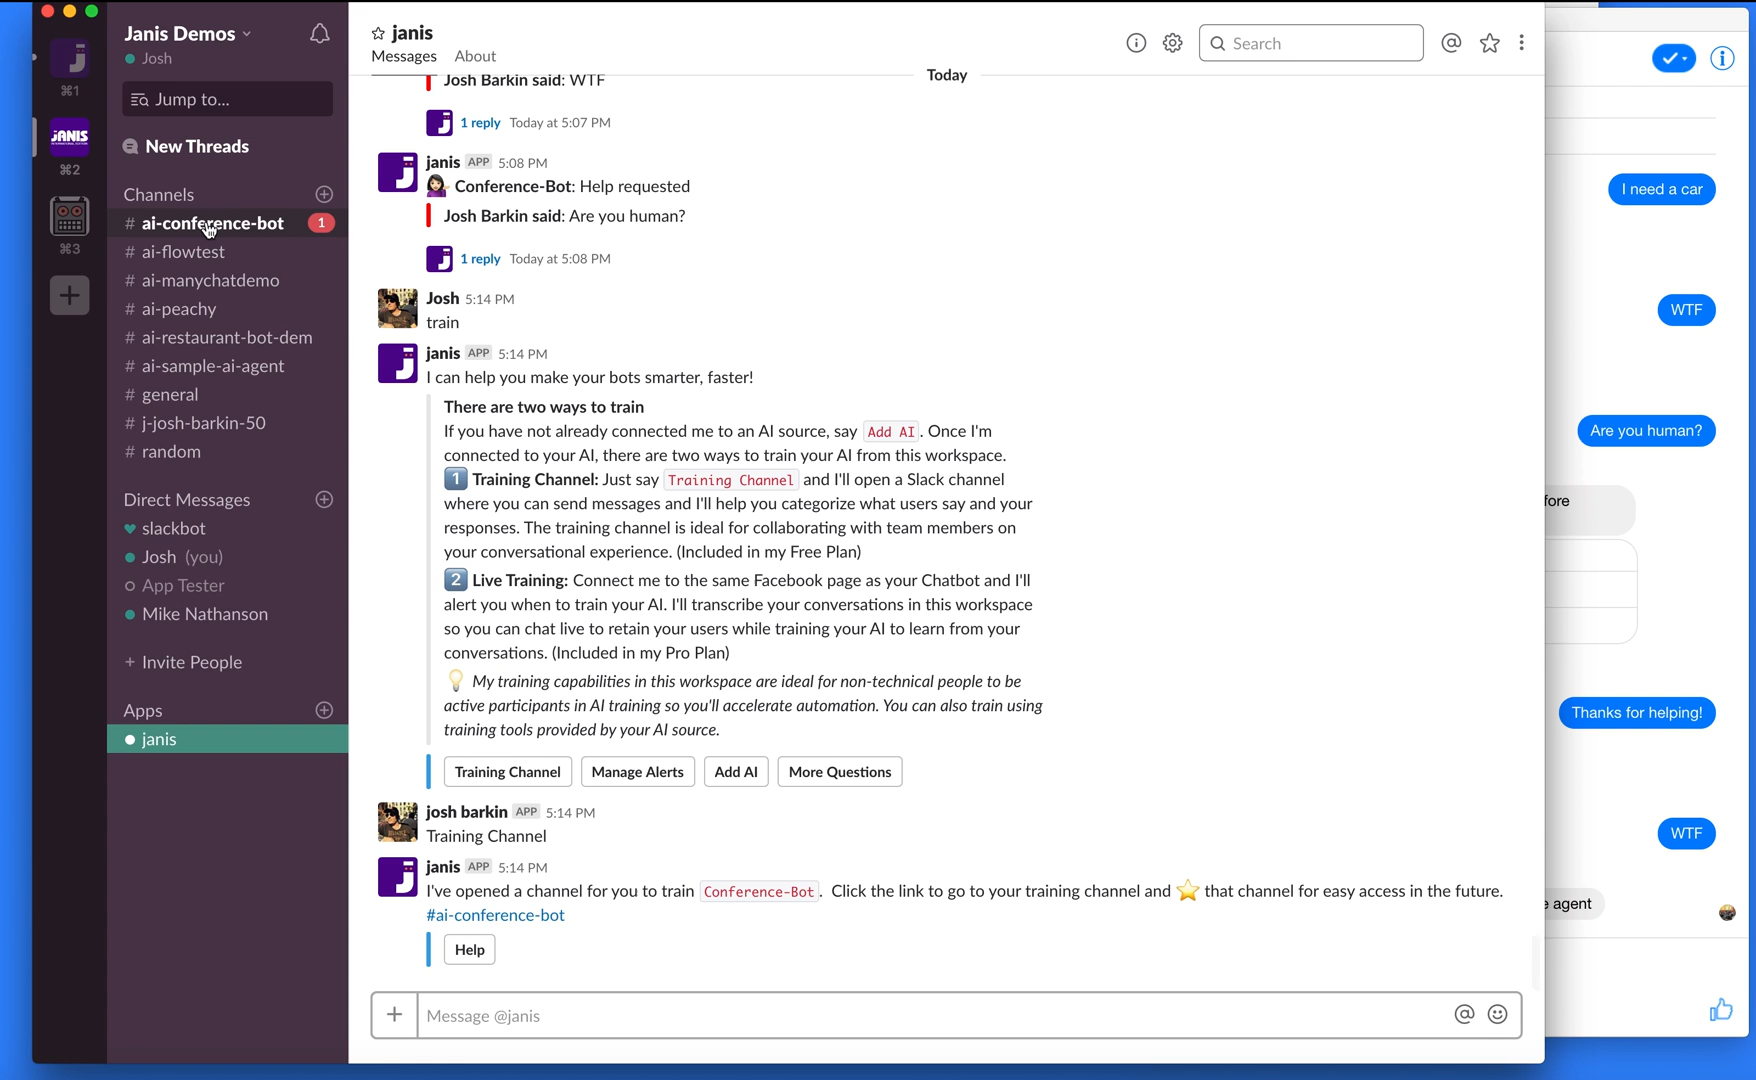 Janis Demos
Josh
⌘1
Jump to...
JANIS
⌘2
⌘3
New Threads
Channels
# ai-conference-bot 1
# ai-flowtest
# ai-manychatdemo
# ai-peachy
# ai-restaurant-bot-dem
# ai-sample-ai-agent
# general
# j-josh-barkin-50
# random
Direct Messages
slackbot
Josh (you)
App Tester
Mike Nathanson
+ Invite People
Apps
janis
janis
Messages About
Search
Today
Josh Barkin said: WTF
1 reply Today at 5:07 PM
janis APP 5:08 PM
Conference-Bot: Help requested
Josh Barkin said: Are you human?
1 reply Today at 5:08 PM
Josh 5:14 PM
train
janis APP 5:14 PM
I can help you make your bots smarter, faster!
There are two ways to train
If you have not already connected me to an AI source, say Add AI. Once I'm
connected to your AI, there are two ways to train your AI from this workspace.
1 Training Channel: Just say Training Channel and I'll open a Slack channel
where you can send messages and I'll help you categorize what users say and your
responses. The training channel is ideal for collaborating with team members on
your conversational experience. (Included in my Free Plan)
2 Live Training: Connect me to the same Facebook page as your Chatbot and I'll
alert you when to train your AI. I'll transcribe your conversations in this workspace
so you can chat live to retain your users while training your AI to learn from your
conversations. (Included in my Pro Plan)
My training capabilities in this workspace are ideal for non-technical people to be
active participants in AI training so you'll accelerate automation. You can also train using
training tools provided by your AI source.
Training Channel Manage Alerts Add AI More Questions
josh barkin APP 5:14 PM
Training Channel
janis APP 5:14 PM
I've opened a channel for you to train Conference-Bot. Click the link to go to your training channel and that channel for easy access in the future.
#ai-conference-bot
Help
Message @janis
I need a car
WTF
Are you human?
fore
Thanks for helping!
WTF
e agent